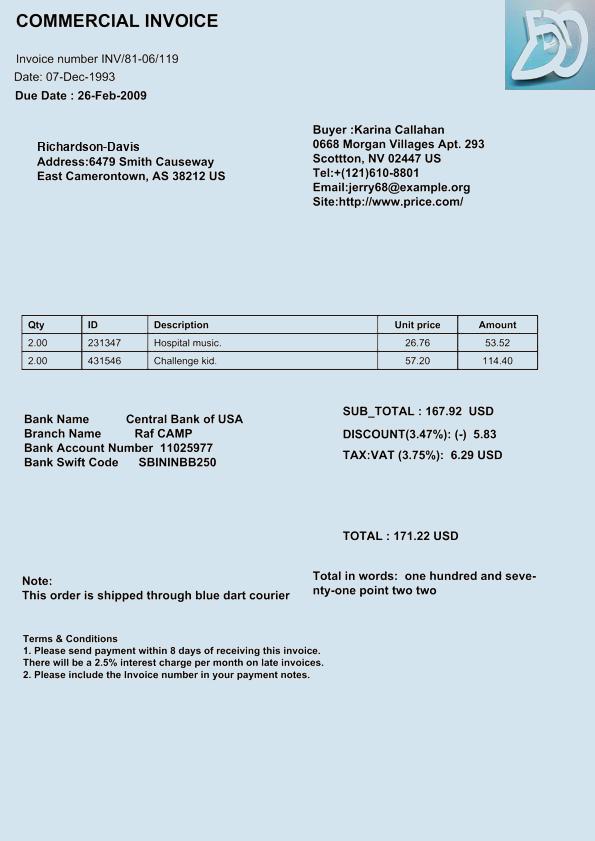 COMMERCIAL INVOICE
Invoice number INV/81-06/119
Date: 07-Dec-1993
Due Date : 26-Feb-2009
Richardson-Davis
Address:6479 Smith Causeway
East Camerontown, AS 38212 US
Buyer :Karina Callahan
0668 Morgan Villages Apt. 293
Scottton, NV 02447 US
Tel:+(121)610-8801
Email:jerry68@example.org
Site:http://www.price.com/
Qty ID Description Unit price Amount
2.00 231347 Hospital music. 26.76 53.52
2.00 431546 Challenge kid. 57.20 114.40
Bank Name Central Bank of USA
Branch Name Raf CAMP
Bank Account Number 11025977
Bank Swift Code SBININBB250
SUB_TOTAL : 167.92 USD
DISCOUNT(3.47%): (-) 5.83
TAX:VAT (3.75%): 6.29 USD
TOTAL : 171.22 USD
Note:
This order is shipped through blue dart courier
Total in words: one hundred and seve-
nty-one point two two
Terms & Conditions
1. Please send payment within 8 days of receiving this invoice.
There will be a 2.5% interest charge per month on late invoices.
2. Please include the Invoice number in your payment notes.